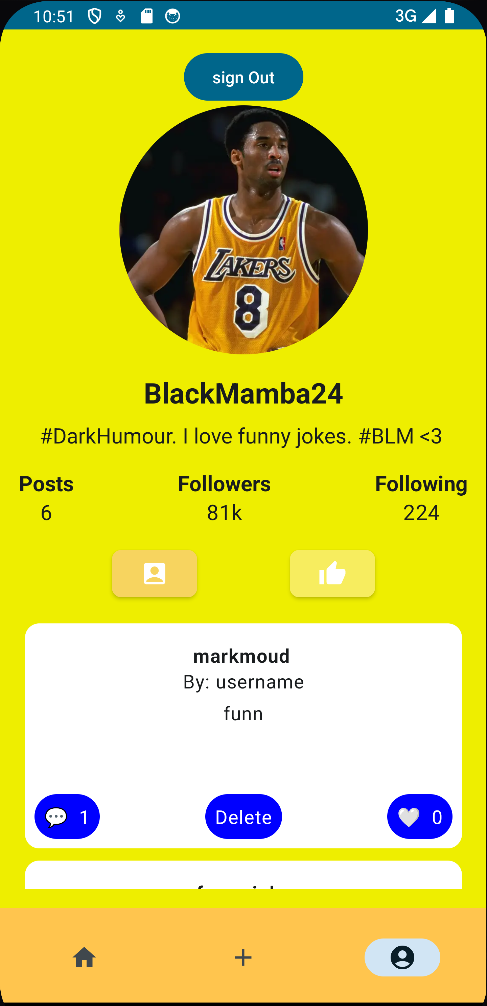 10:51 3G
sign Out
LAKERS
8
BlackMamba24
#DarkHumour. I love funny jokes. #BLM <3
Posts Followers Following
6 81k 224
markmoud
By: username
funn
1 Delete 0